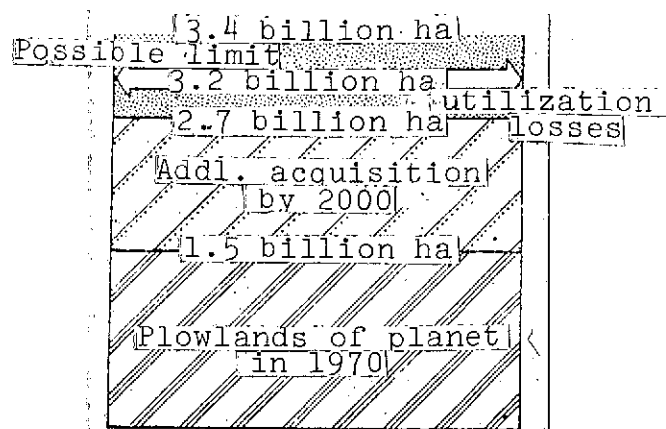 3.4 billion ha
Possible limit
3.2 billion ha
utilization
losses
2.7 billion ha
Addl. acquisition
by 2000
1.5 billion ha
Plowlands of planet
in 1970